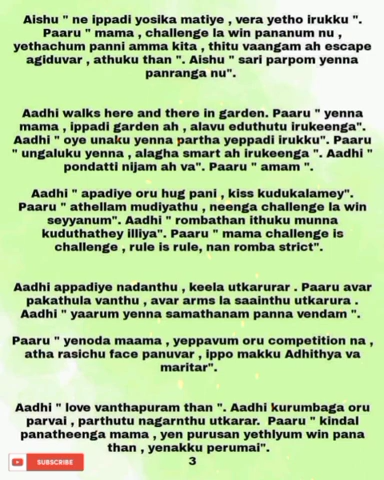 Aishu " ne ippadi yosika matiye , vera yetho irukku ".
Paaru " mama , challenge la win pananum nu ,
yethachum panni amma kita , thitu vaangam ah escape
agiduvar , athuku than ". Aishu " sari parpom yenna
panranga nu".
Aadhi walks here and there in garden. Paaru " yenna
mama , ippadi garden ah , alavu eduthutu irukeenga".
Aadhi " oye unaku yenna partha yeppadi irukku". Paaru
" ungaluku yenna , alagha smart ah irukeenga ". Aadhi "
pondatti nijam ah va". Paaru " amam ".
Aadhi " apadiye oru hug pani , kiss kudukalamey".
Paaru " athellam mudiyathu , neenga challenge la win
seyyanum". Aadhi " rombathan ithuku munna
kuduthathey illiya". Paaru " mama challenge is
challenge , rule is rule, nan romba strict".
Aadhi appadiye nadanthu , keela utkarurar . Paaru avar
pakathula vanthu , avar arms la saainthu utkarura .
Aadhi " yaarum yenna samathanam panna vendam ".
Paaru " yenoda maama , yeppavum oru competition na ,
atha rasichu face panuvar , ippo makku Adhithya va
maritar".
Aadhi " love vanthapuram than ". Aadhi kurumbaga oru
parvai , parthutu nagarnthu utkarar. Paaru " kindal
panatheenga mama , yen purusan yethlyum win pana
than , yenakku perumai".
SUBSCRIBE
3